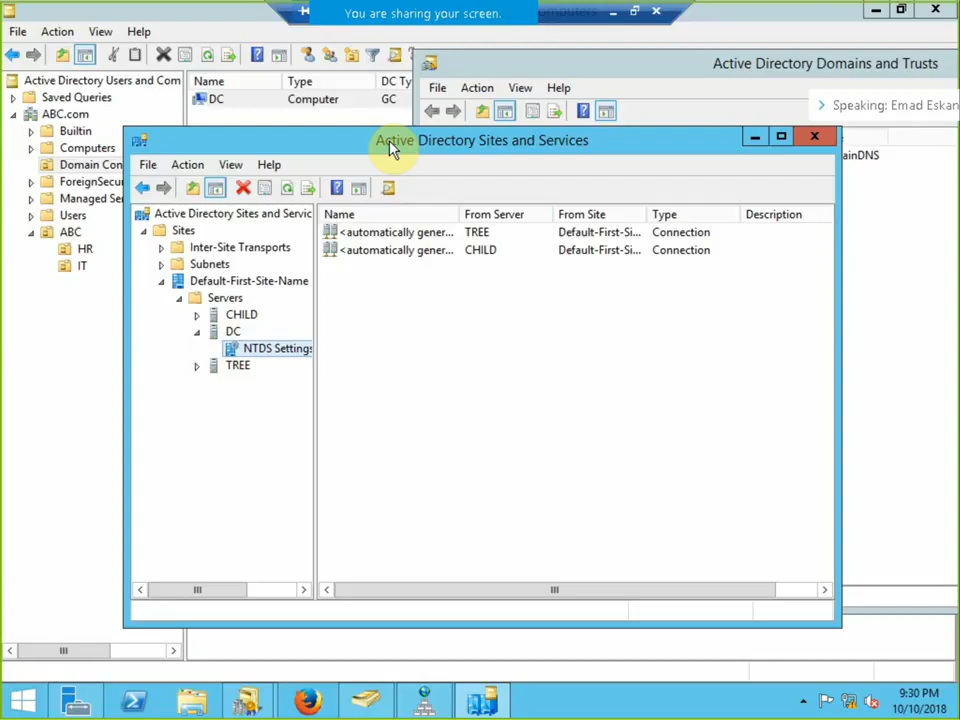 You are sharing your screen.
File Action View Help
Active Directory Users and Com
Saved Queries
ABC.com
Builtin
Computers
Domain Con
ForeignSecu
Managed Se
Users
ABC
HR
IT
Name Type DC Ty
DC Computer GC
Active Directory Domains and Trusts
File Action View Help
Speaking: Emad Eskan
ainDNS
Active Directory Sites and Services
File Action View Help
Active Directory Sites and Servic
Sites
Inter-Site Transports
Subnets
Default-First-Site-Name
Servers
CHILD
DC
NTDS Settings
TREE
Name From Server From Site Type Description
<automatically gener... TREE Default-First-Si... Connection
<automatically gener... CHILD Default-First-Si... Connection
9:30 PM
10/10/2018